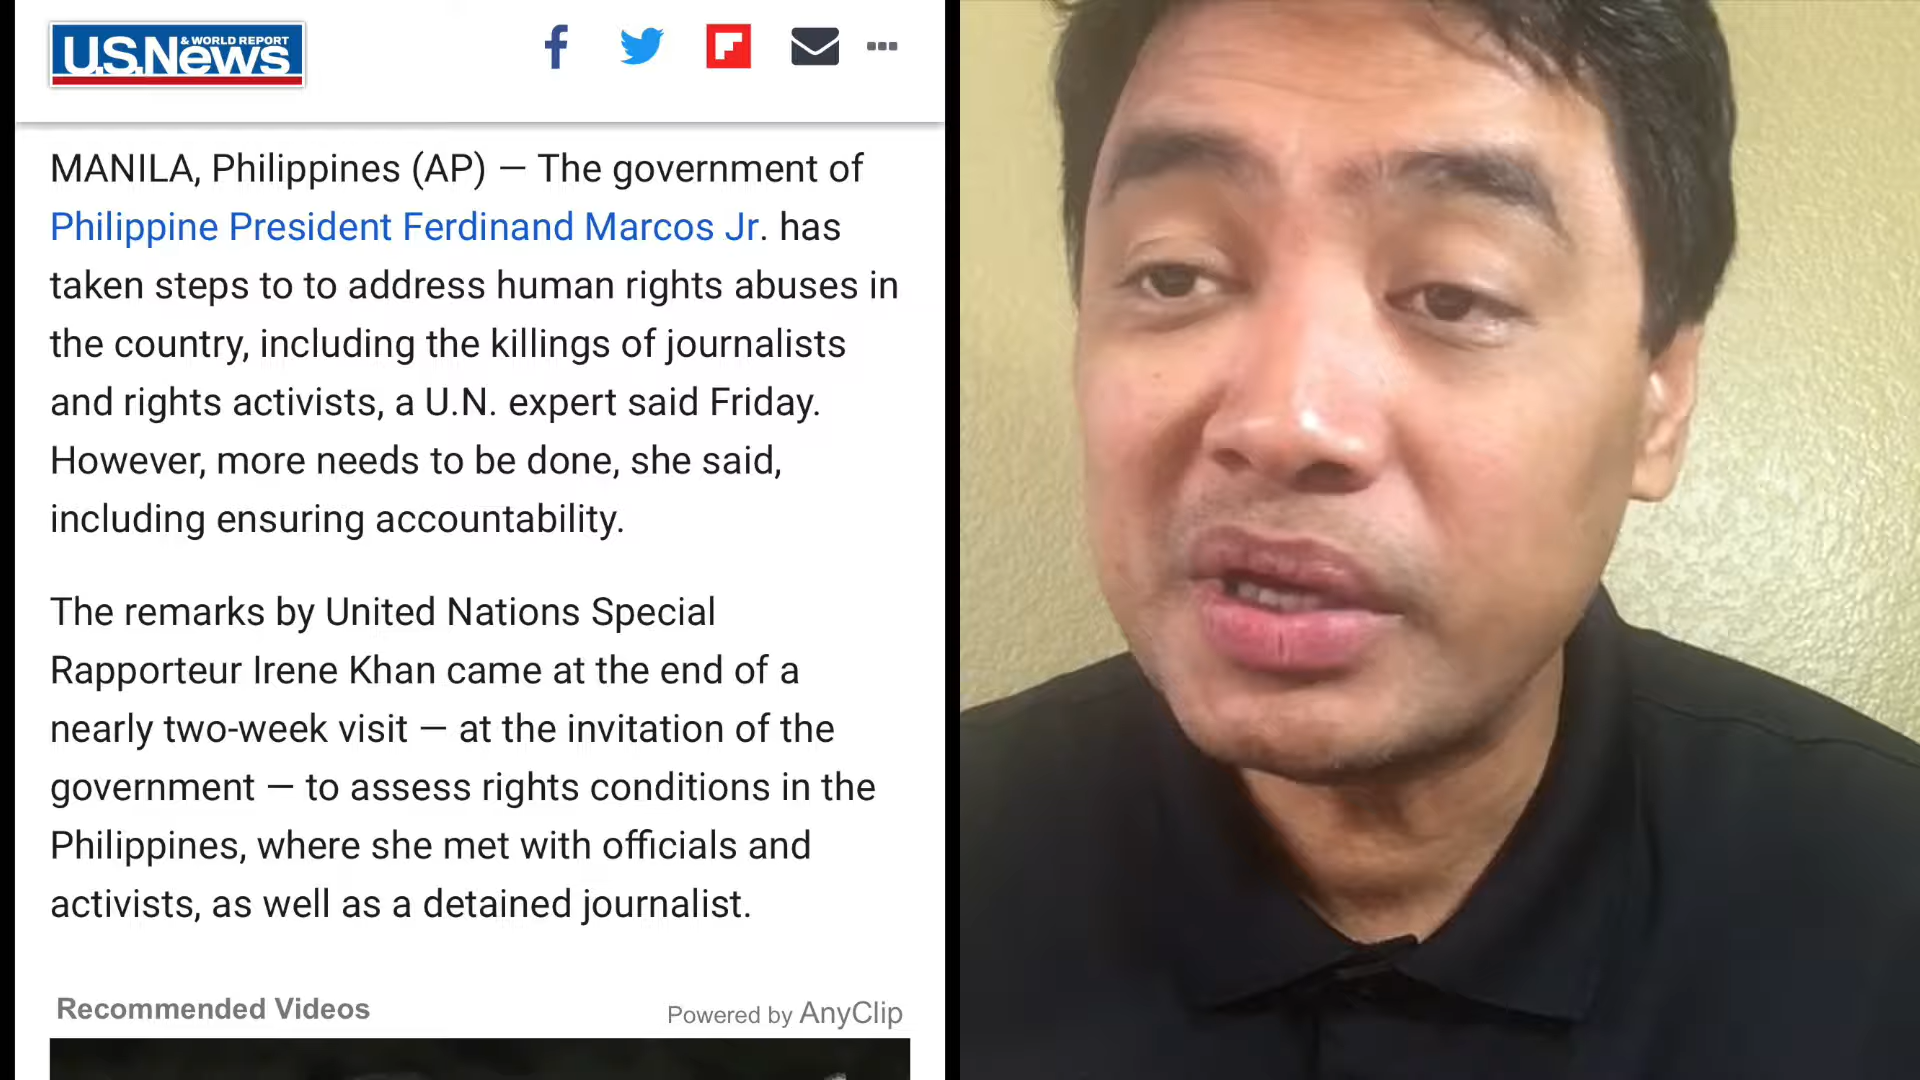 U.S.News
& WORLD REPORT
MANILA, Philippines (AP) — The government of
Philippine President Ferdinand Marcos Jr. has
taken steps to to address human rights abuses in
the country, including the killings of journalists
and rights activists, a U.N. expert said Friday.
However, more needs to be done, she said,
including ensuring accountability.
The remarks by United Nations Special
Rapporteur Irene Khan came at the end of a
nearly two-week visit — at the invitation of the
government — to assess rights conditions in the
Philippines, where she met with officials and
activists, as well as a detained journalist.
Recommended Videos
Powered by AnyClip